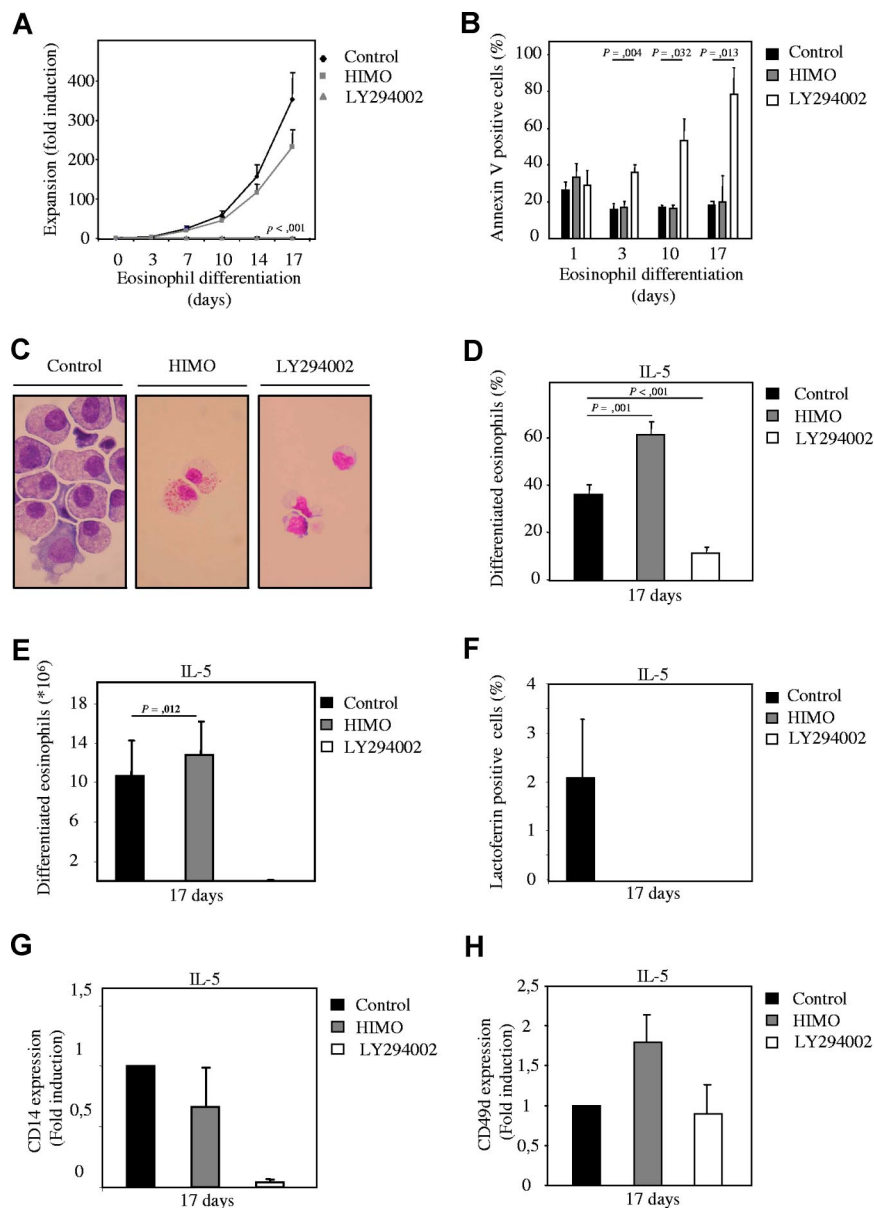 A
Expansion (fold induction)
400
300
200
100
0
p < ,001
0 3 7 10 14 17
Eosinophil differentiation
(days)
Control
HIMO
LY294002
B
Annexin V positive cells (%)
100
80
60
40
20
0
P = ,004 P = ,032 P = ,013
1 3 10 17
Eosinophil differentiation
(days)
Control
HIMO
LY294002
C
Control HIMO LY294002
D
IL-5
Differentiated eosinophils (%)
60
40
20
0
P < ,001
P = ,001
17 days
Control
HIMO
LY294002
E
IL-5
Differentiated eosinophils (*10⁶)
18
14
10
6
2
P = ,012
17 days
Control
HIMO
LY294002
F
IL-5
Lactoferrin positive cells (%)
4
3
2
1
0
17 days
Control
HIMO
LY294002
G
IL-5
CD14 expression
(Fold induction)
1,5
1
0,5
0
17 days
Control
HIMO
LY294002
H
IL-5
CD49d expression
(Fold induction)
2,5
2
1,5
1
0,5
0
17 days
Control
HIMO
LY294002